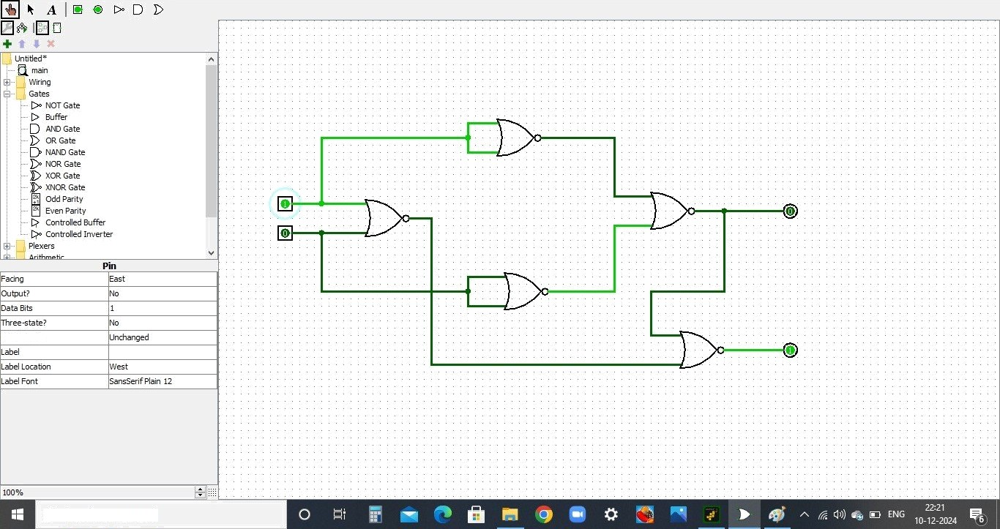 A
Untitled*
main
Wiring
Gates
NOT Gate
Buffer
AND Gate
OR Gate
NAND Gate
NOR Gate
XOR Gate
XNOR Gate
Odd Parity
Even Parity
Controlled Buffer
Controlled Inverter
Plexers
Arithmetic
Pin
Facing East
Output? No
Data Bits 1
Three-state? No
Unchanged
Label
Label Location West
Label Font SansSerif Plain 12
100%
1
0
0
1
ENG
22:21
10-12-2024
6